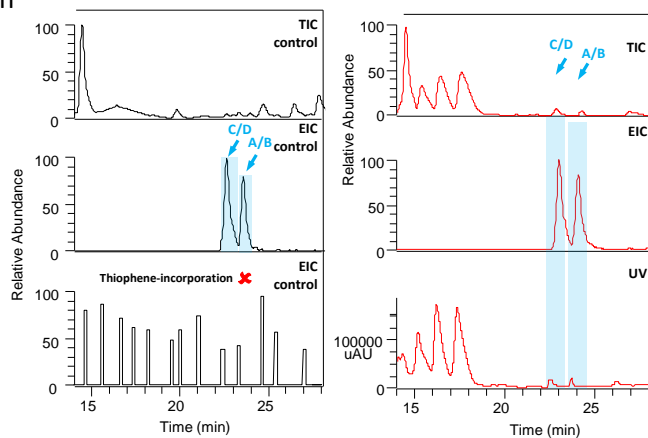 TIC
control
100
50
0
EIC
control
C/D
A/B
100
50
0
Thiophene-incorporation ✘
EIC
control
100
50
0
Relative Abundance
15
20
25
Time (min)
TIC
C/D
A/B
100
50
0
EIC
100
50
0
Relative Abundance
UV
100000
uAU
0
15
20
25
Time (min)